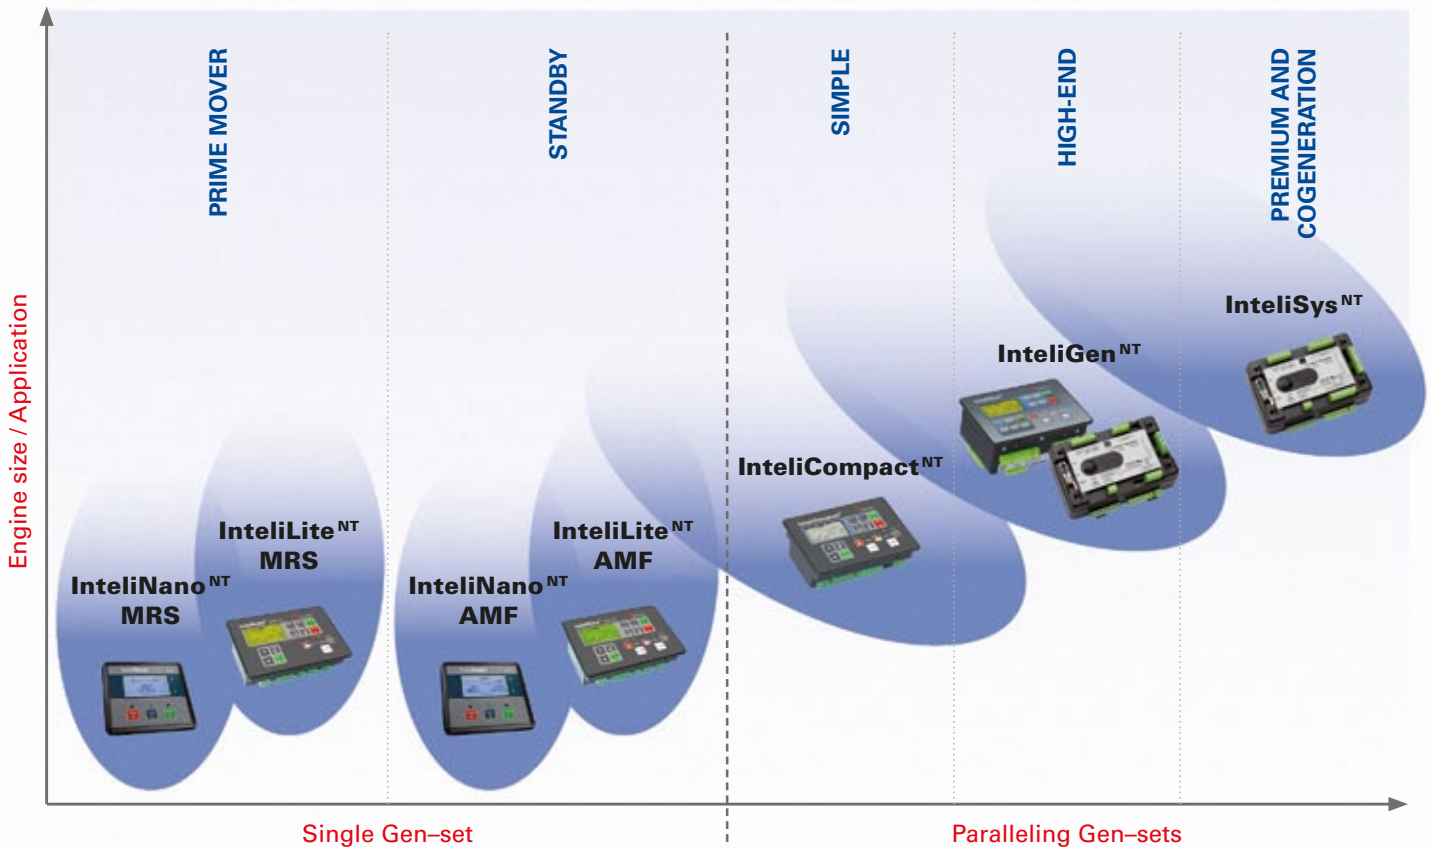 PRIME MOVER
STANDBY
SIMPLE
HIGH-END
PREMIUM AND
COGENERATION
Engine size / Application
InteliNano NT
MRS
InteliLite NT
MRS
InteliNano NT
AMF
InteliLite NT
AMF
InteliCompact NT
InteliGen NT
InteliSys NT
Single Gen–set
Paralleling Gen–sets